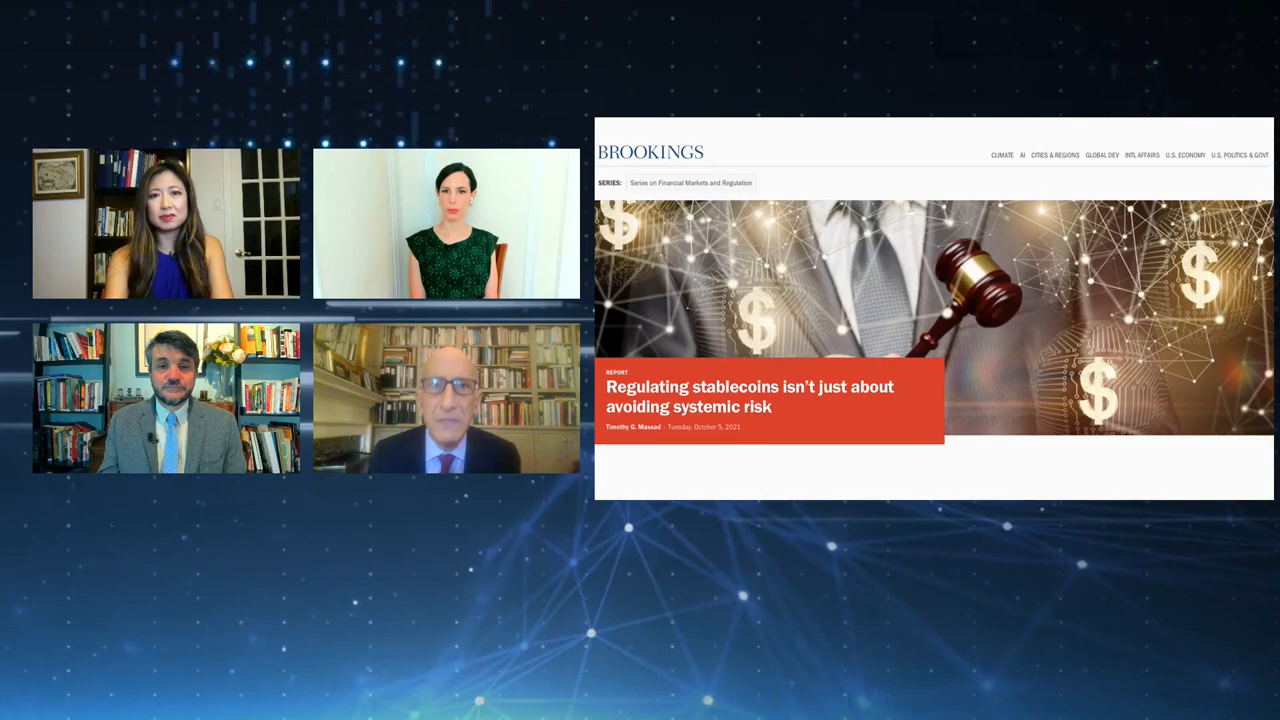 BROOKINGS
CLIMATE AI CITIES & REGIONS GLOBAL DEV INTL AFFAIRS U.S. ECONOMY U.S. POLITICS & GOVT
SERIES: Series on Financial Markets and Regulation
REPORT
Regulating stablecoins isn't just about
avoiding systemic risk
Timothy G. Massad - Tuesday, October 5, 2021